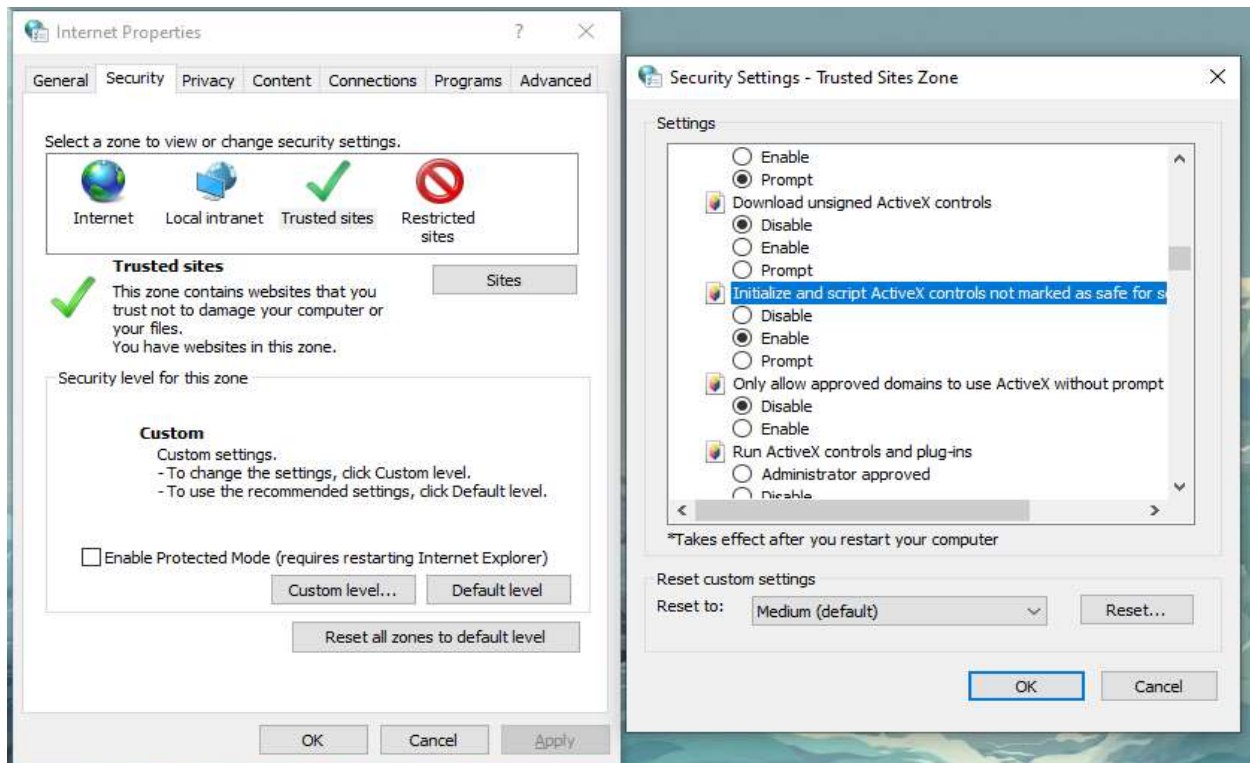 Internet Properties
?
General Security Privacy Content Connections Programs Advanced
Select a zone to view or change security settings.
Internet
Local intranet
Trusted sites
Restricted
sites
Trusted sites
Sites
This zone contains websites that you
trust not to damage your computer or
your files.
You have websites in this zone.
Security level for this zone
Custom
Custom settings.
- To change the settings, click Custom level.
- To use the recommended settings, click Default level.
Enable Protected Mode (requires restarting Internet Explorer)
Custom level...
Default level
Reset all zones to default level
OK
Cancel
Apply
Security Settings - Trusted Sites Zone
Settings
Enable
Prompt
Download unsigned ActiveX controls
Disable
Enable
Prompt
Initialize and script ActiveX controls not marked as safe for
Disable
Enable
Prompt
Only allow approved domains to use ActiveX without prompt
Disable
Enable
Run ActiveX controls and plug-ins
Administrator approved
Disable
*Takes effect after you restart your computer
Reset custom settings
Reset to:
Medium (default)
Reset...
OK
Cancel